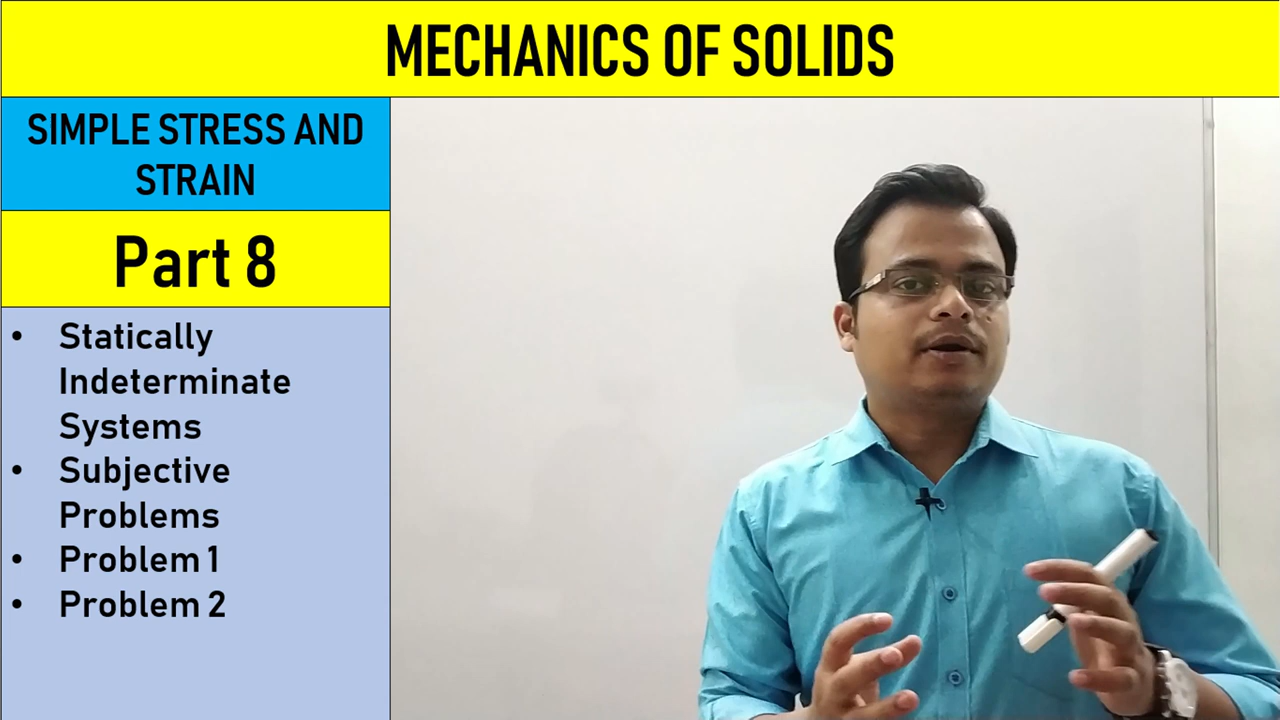 MECHANICS OF SOLIDS
SIMPLE STRESS AND
STRAIN
Part 8
• Statically
Indeterminate
Systems
• Subjective
Problems
• Problem 1
• Problem 2